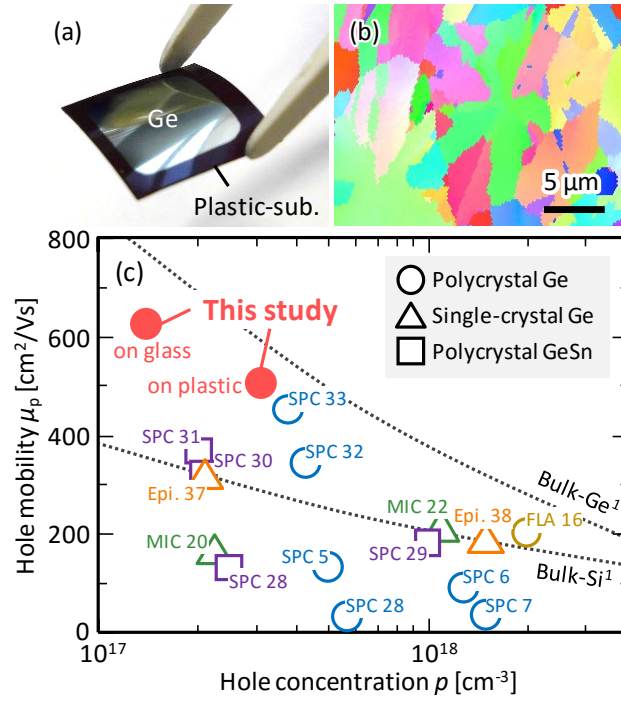 (a)
Ge
Plastic-sub.
(b)
5 μm
(c)
800
600
400
200
0
Hole mobility μp [cm²/Vs]
Polycrystal Ge
Single-crystal Ge
Polycrystal GeSn
This study
on glass
on plastic
SPC 33
SPC 32
SPC 31
SPC 30
Epi. 37
MIC 20
SPC 28
SPC 5
SPC 28
MIC 22
SPC 29
Epi. 38
FLA 16
SPC 6
SPC 7
Bulk-Ge¹
Bulk-Si¹
10¹⁷
10¹⁸
Hole concentration p [cm⁻³]